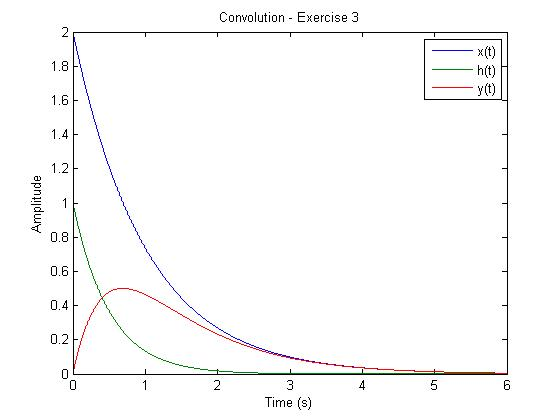 Convolution - Exercise 3
2
1.8
1.6
1.4
1.2
1
0.8
0.6
0.4
0.2
0
Amplitude
x(t)
h(t)
y(t)
0 1 2 3 4 5 6
Time (s)